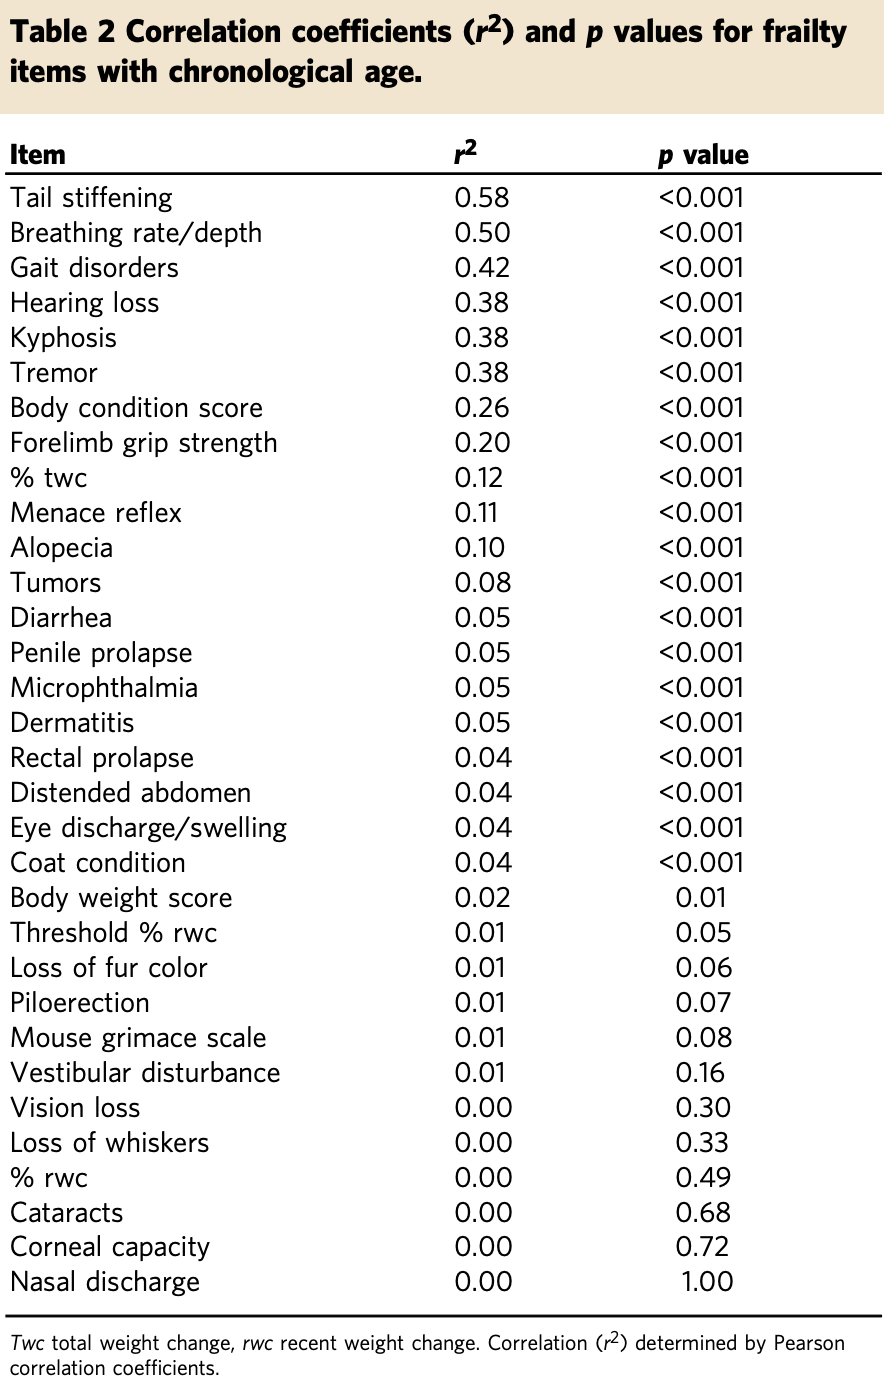 Table 2 Correlation coefficients (r²) and p values for frailty
items with chronological age.
Item r² p value
Tail stiffening 0.58 <0.001
Breathing rate/depth 0.50 <0.001
Gait disorders 0.42 <0.001
Hearing loss 0.38 <0.001
Kyphosis 0.38 <0.001
Tremor 0.38 <0.001
Body condition score 0.26 <0.001
Forelimb grip strength 0.20 <0.001
% twc 0.12 <0.001
Menace reflex 0.11 <0.001
Alopecia 0.10 <0.001
Tumors 0.08 <0.001
Diarrhea 0.05 <0.001
Penile prolapse 0.05 <0.001
Microphthalmia 0.05 <0.001
Dermatitis 0.05 <0.001
Rectal prolapse 0.04 <0.001
Distended abdomen 0.04 <0.001
Eye discharge/swelling 0.04 <0.001
Coat condition 0.04 <0.001
Body weight score 0.02 0.01
Threshold % rwc 0.01 0.05
Loss of fur color 0.01 0.06
Piloerection 0.01 0.07
Mouse grimace scale 0.01 0.08
Vestibular disturbance 0.01 0.16
Vision loss 0.00 0.30
Loss of whiskers 0.00 0.33
% rwc 0.00 0.49
Cataracts 0.00 0.68
Corneal capacity 0.00 0.72
Nasal discharge 0.00 1.00
Twc total weight change, rwc recent weight change. Correlation (r²) determined by Pearson
correlation coefficients.